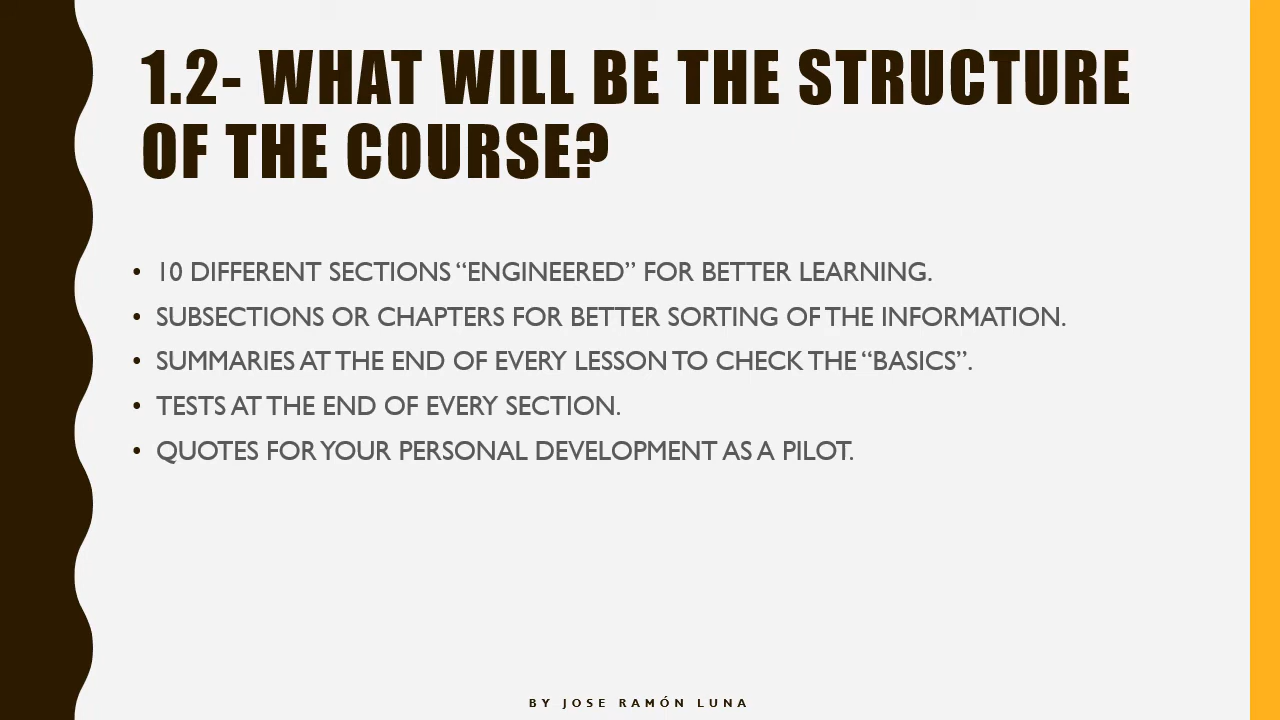 1.2- WHAT WILL BE THE STRUCTURE
OF THE COURSE?
• 10 DIFFERENT SECTIONS “ENGINEERED” FOR BETTER LEARNING.
• SUBSECTIONS OR CHAPTERS FOR BETTER SORTING OF THE INFORMATION.
• SUMMARIES AT THE END OF EVERY LESSON TO CHECK THE “BASICS”.
• TESTS AT THE END OF EVERY SECTION.
• QUOTES FOR YOUR PERSONAL DEVELOPMENT AS A PILOT.
BY JOSE RAMÓN LUNA